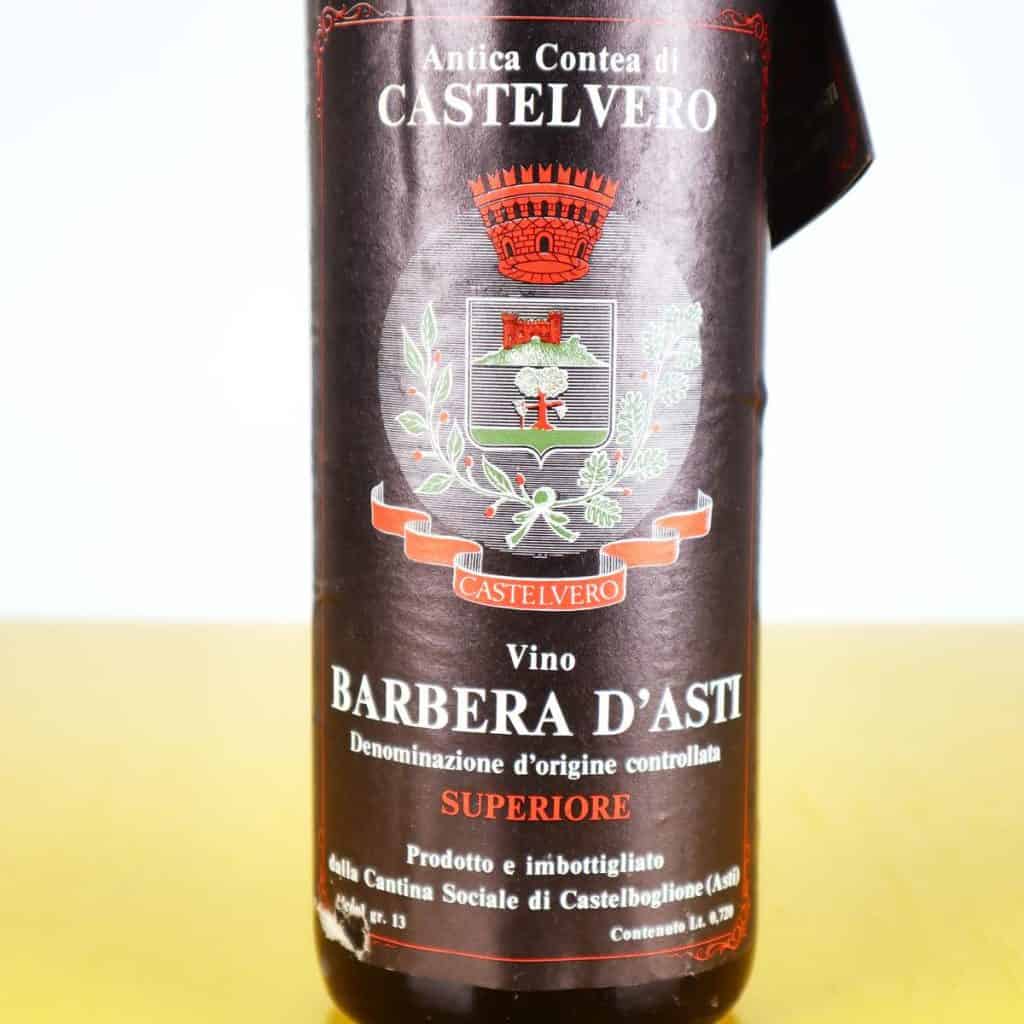 Antica Contea di
CASTELVERO
CASTELVERO
Vino
BARBERA D'ASTI
Denominazione d'origine controllata
SUPERIORE
Prodotto e imbottigliato
dalla Cantina Sociale di Castelboglione (Asti)
gr. 13
Contenuto Lt. 0,720